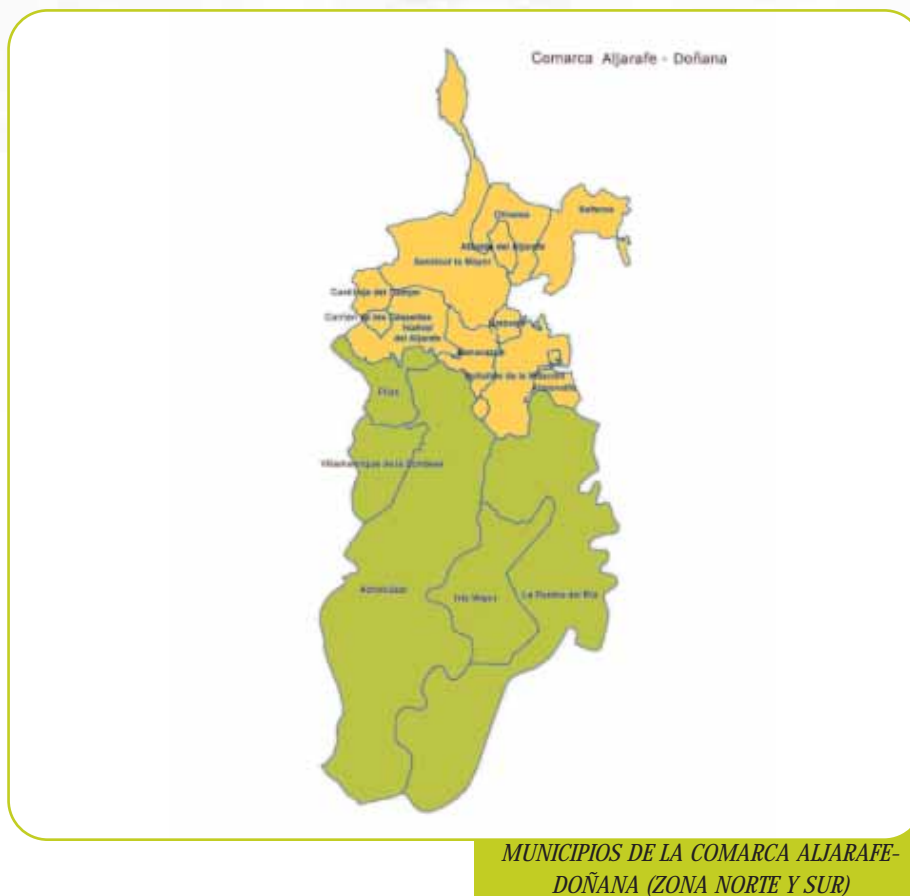 Comarca Aljarafe - Doñana
Olivares
Salteras
Albaida del Aljarafe
Sanlúcar la Mayor
Castilleja del Campo
Carrión de los Céspedes
Huévar
del Aljarafe
Umbrete
Benacazón
Bollullos de la Mitación
Almensilla
Pilas
Villamanrique de la Condesa
Aznalcázar
Isla Mayor
La Puebla del Río
MUNICIPIOS DE LA COMARCA ALJARAFE-
DOÑANA (ZONA NORTE Y SUR)